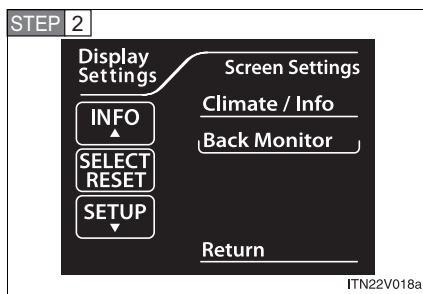 STEP 2
Display
Settings
Screen Settings
INFO
Climate / Info
SELECT
RESET
Back Monitor
SETUP
Return
ITN22V018a